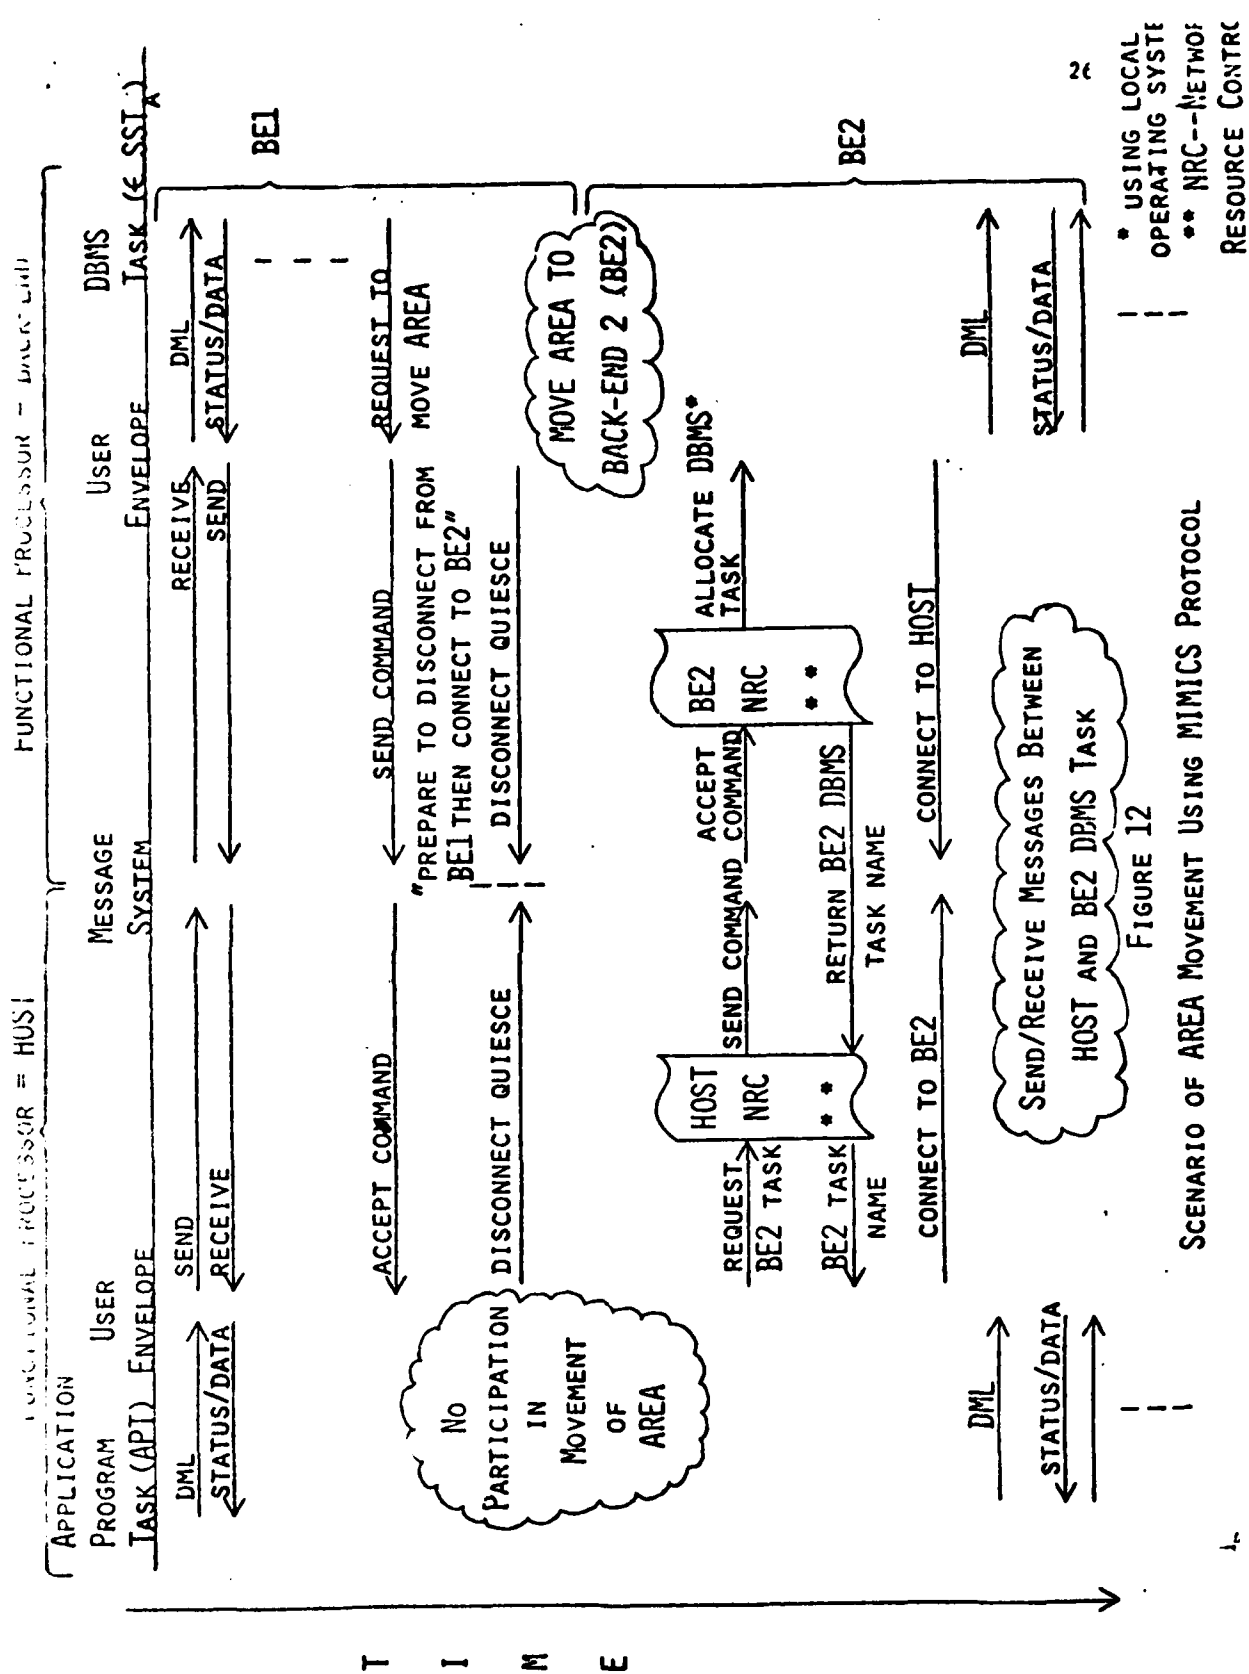 FUNCTIONAL PROCESSOR = HOST
FUNCTIONAL PROCESSOR = BACK-END
APPLICATION
PROGRAM USER
TASK (APT) ENVELOPE
MESSAGE
SYSTEM
USER
ENVELOPE
DBMS
TASK (∈ SST
A
)
DML
STATUS/DATA
SEND
RECEIVE
RECEIVE
SEND
DML
STATUS/DATA
BE1
ACCEPT COMMAND
SEND COMMAND
REQUEST TO
MOVE AREA
"PREPARE TO DISCONNECT FROM
BE1 THEN CONNECT TO BE2"
NO
PARTICIPATION
IN
MOVEMENT
OF
AREA
DISCONNECT QUIESCE
DISCONNECT QUIESCE
MOVE AREA TO
BACK-END 2 (BE2)
REQUEST
BE2 TASK
BE2 TASK
NAME
HOST
NRC
* *
SEND COMMAND
ACCEPT
COMMAND
RETURN BE2 DBMS
TASK NAME
BE2
NRC
* *
ALLOCATE DBMS*
TASK
BE2
CONNECT TO BE2
CONNECT TO HOST
DML
STATUS/DATA
SEND/RECEIVE MESSAGES BETWEEN
HOST AND BE2 DBMS TASK
DML
STATUS/DATA
FIGURE 12
SCENARIO OF AREA MOVEMENT USING MIMICS PROTOCOL
26
* USING LOCAL
OPERATING SYSTE
** NRC--NETWOR
RESOURCE CONTRO
T
I
M
E